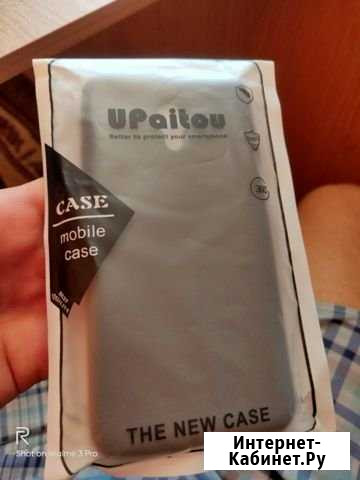 UPaitou
Better to protect your smartphone
CASE
mobile
case
THE NEW CASE
Shot on realme 3 Pro
Интернет-
Кабинет.Ру